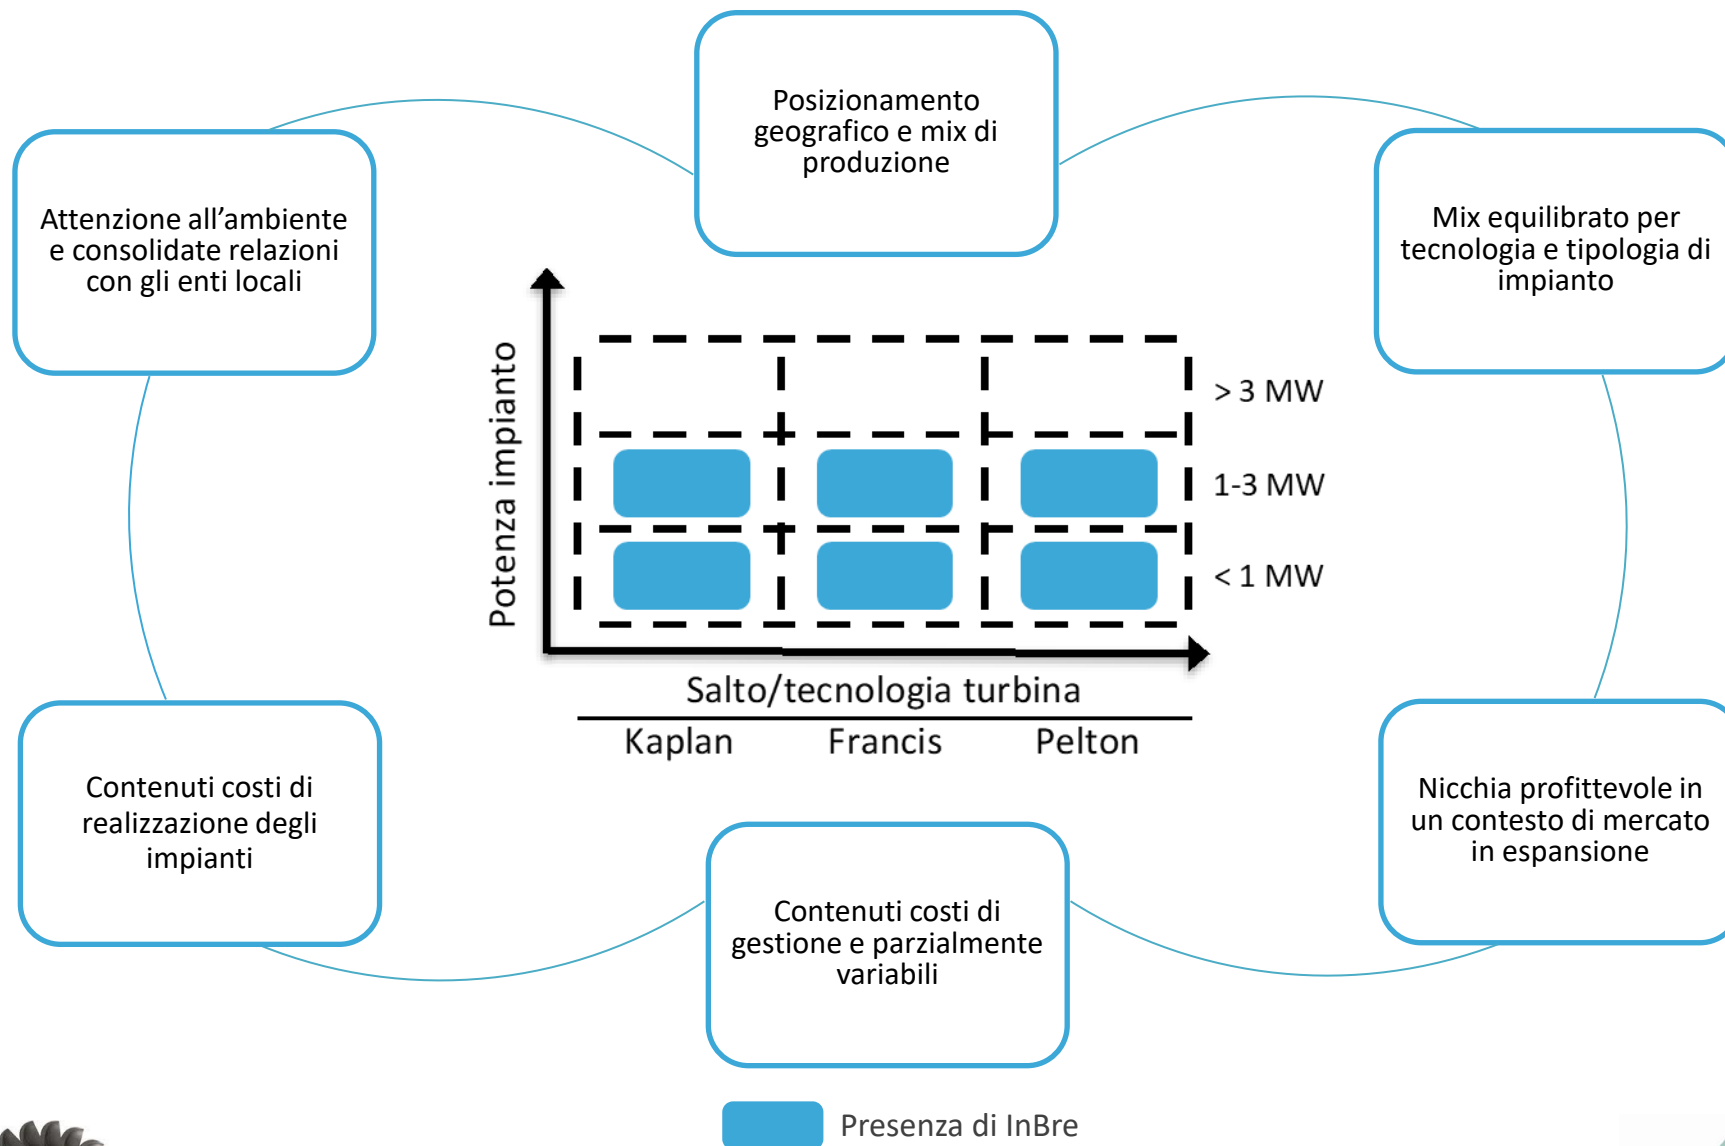 Posizionamento
geografico e mix di
produzione
Attenzione all’ambiente
e consolidate relazioni
con gli enti locali
Mix equilibrato per
tecnologia e tipologia di
impianto
Potenza impianto
> 3 MW
1-3 MW
< 1 MW
Salto/tecnologia turbina
Kaplan Francis Pelton
Contenuti costi di
realizzazione degli
impianti
Nicchia profittevole in
un contesto di mercato
in espansione
Contenuti costi di
gestione e parzialmente
variabili
Presenza di InBre